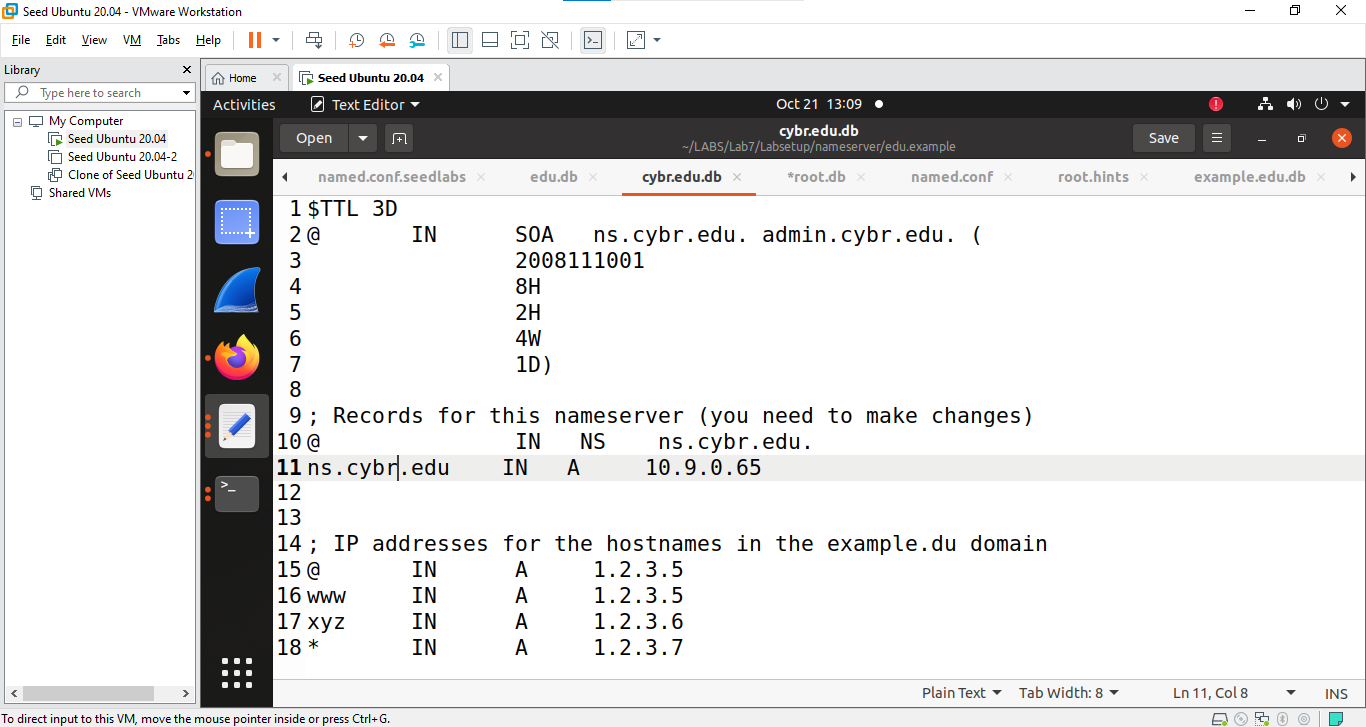 Seed Ubuntu 20.04 - VMware Workstation
File Edit View VM Tabs Help
Library
Type here to search
My Computer
Seed Ubuntu 20.04
Seed Ubuntu 20.04-2
Clone of Seed Ubuntu 2
Shared VMs
Home
Seed Ubuntu 20.04
Activities
Text Editor
Oct 21 13:09
Open
cybr.edu.db
~/LABS/Lab7/Labsetup/nameserver/edu.example
Save
named.conf.seedlabs edu.db cybr.edu.db *root.db named.conf root.hints example.edu.db
1 $TTL 3D
2 @ IN SOA ns.cybr.edu. admin.cybr.edu. (
3 2008111001
4 8H
5 2H
6 4W
7 1D)
8
9 ; Records for this nameserver (you need to make changes)
10 @ IN NS ns.cybr.edu.
11 ns.cybr.edu IN A 10.9.0.65
12
13
14 ; IP addresses for the hostnames in the example.du domain
15 @ IN A 1.2.3.5
16 www IN A 1.2.3.5
17 xyz IN A 1.2.3.6
18 * IN A 1.2.3.7
Plain Text Tab Width: 8 Ln 11, Col 8 INS
To direct input to this VM, move the mouse pointer inside or press Ctrl+G.